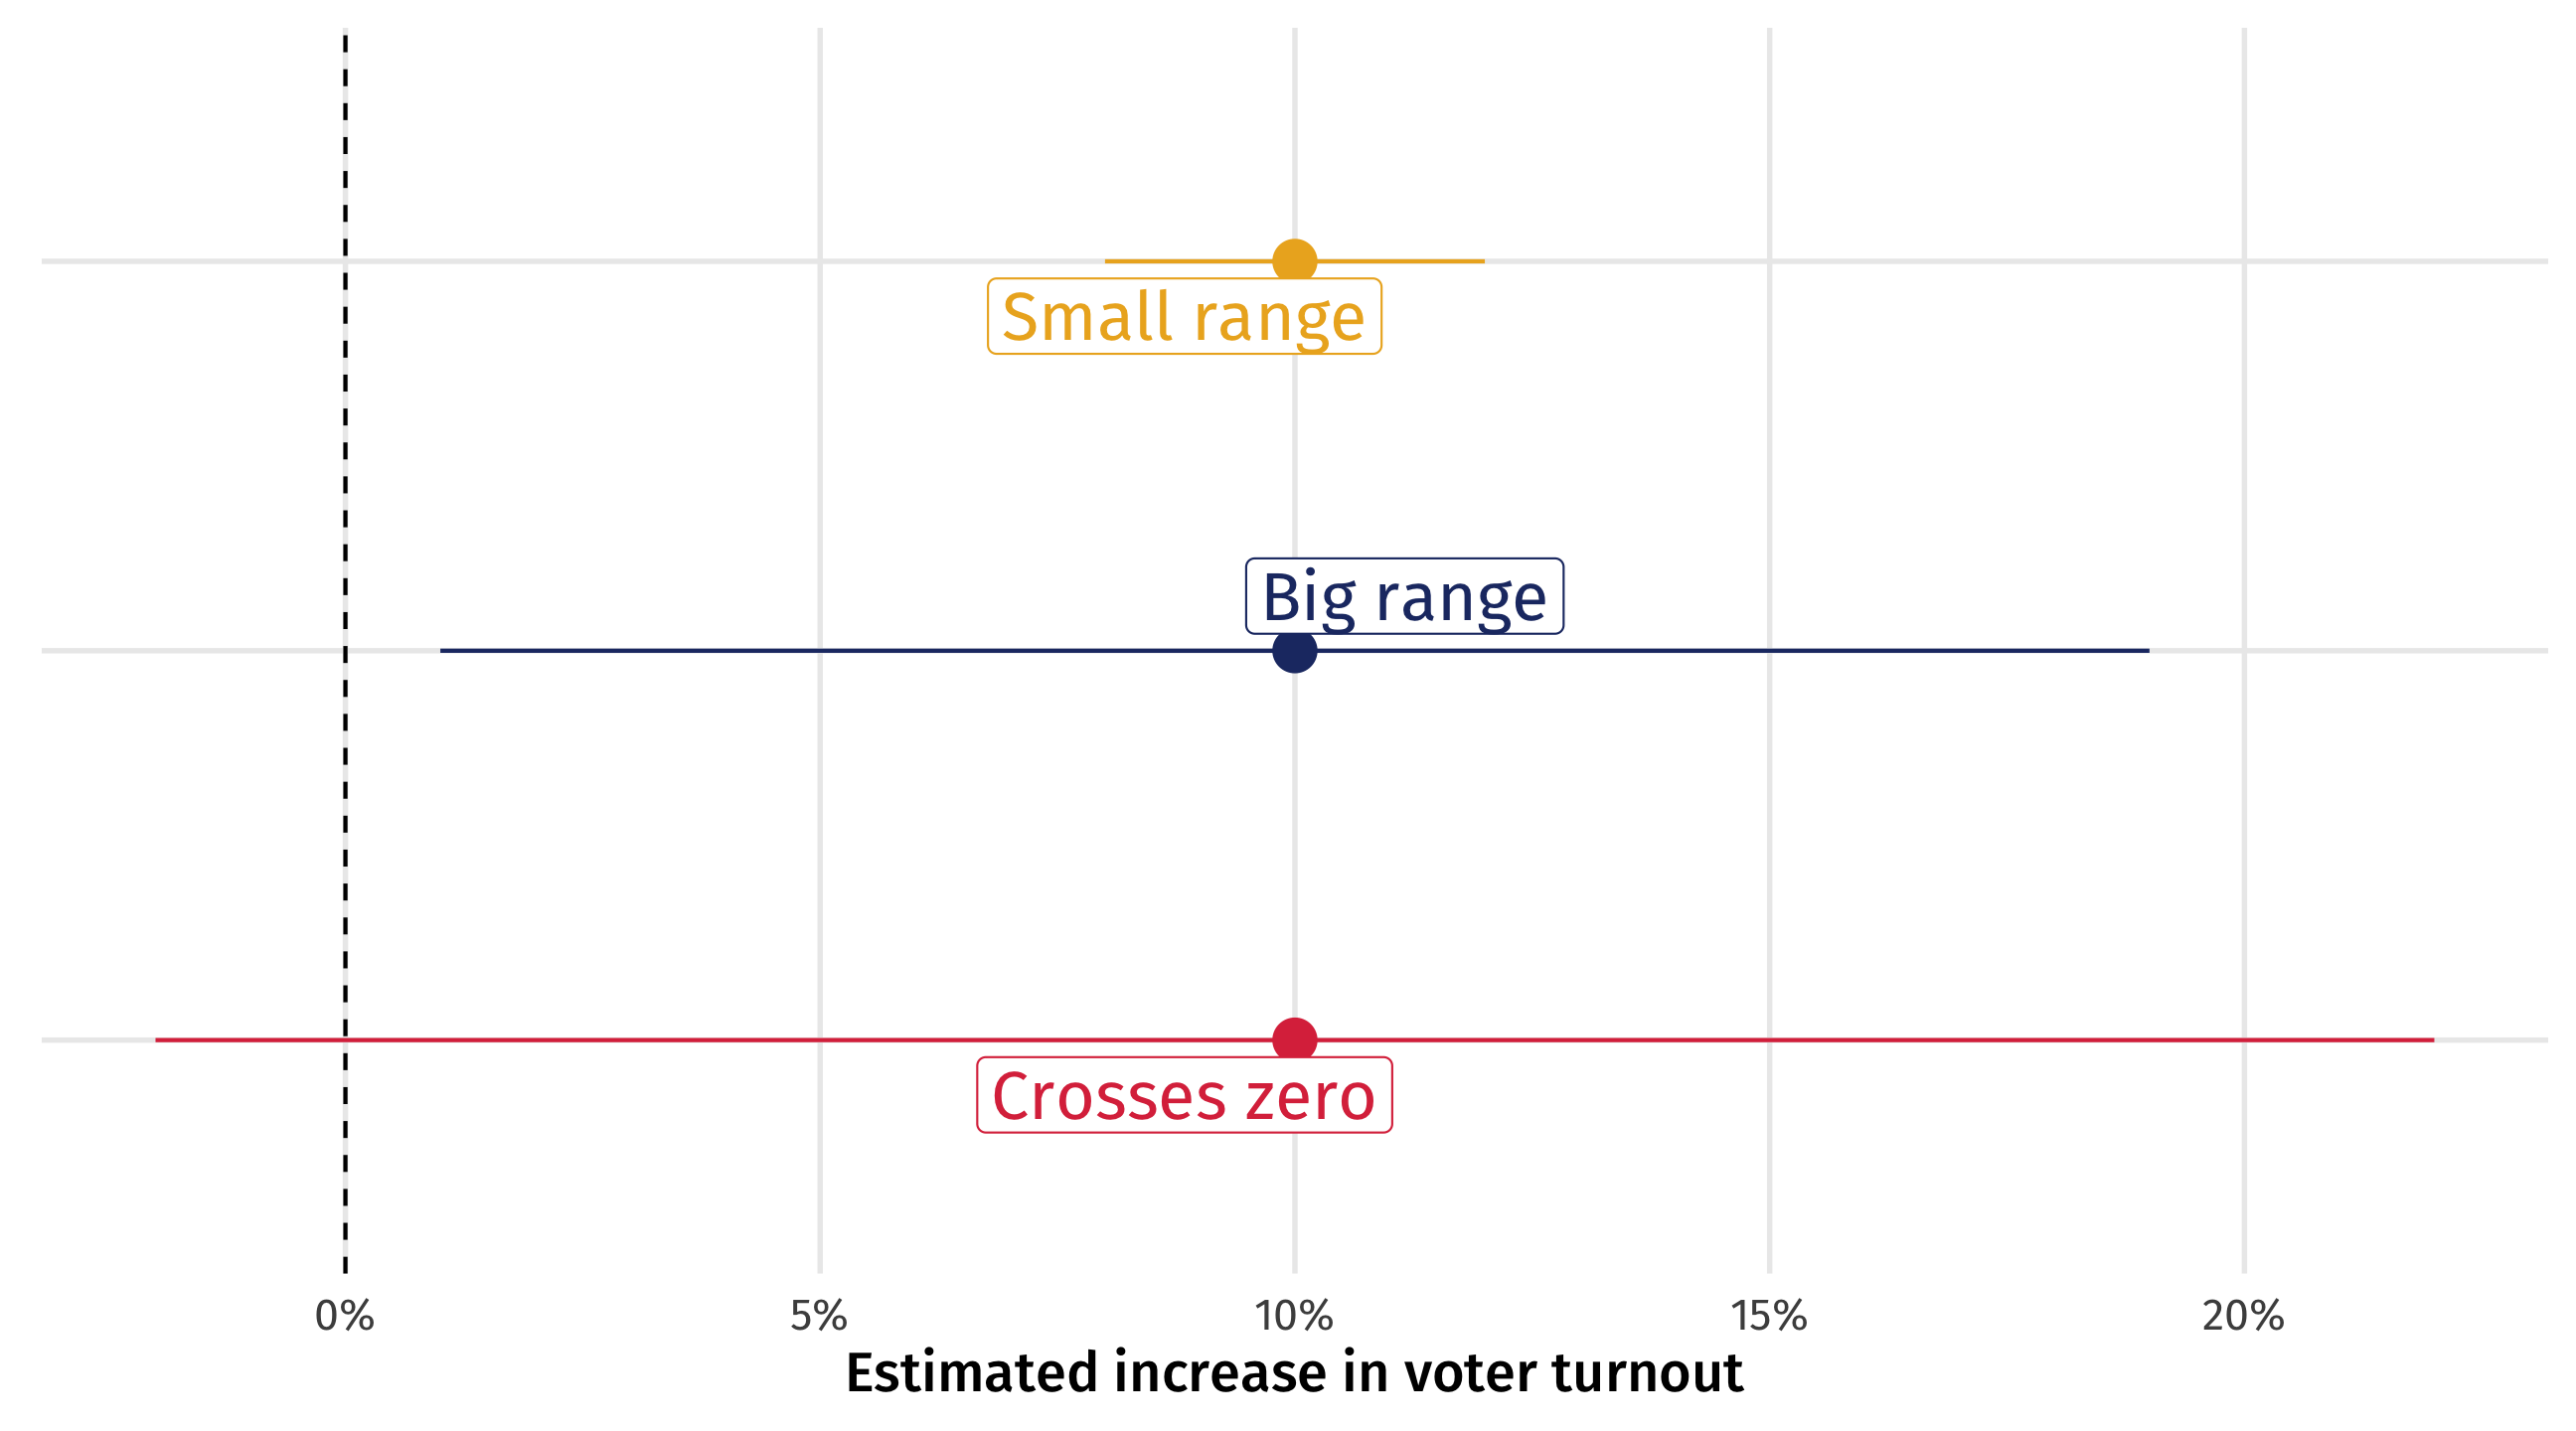 Small range
Big range
Crosses zero
0% 5% 10% 15% 20%
Estimated increase in voter turnout